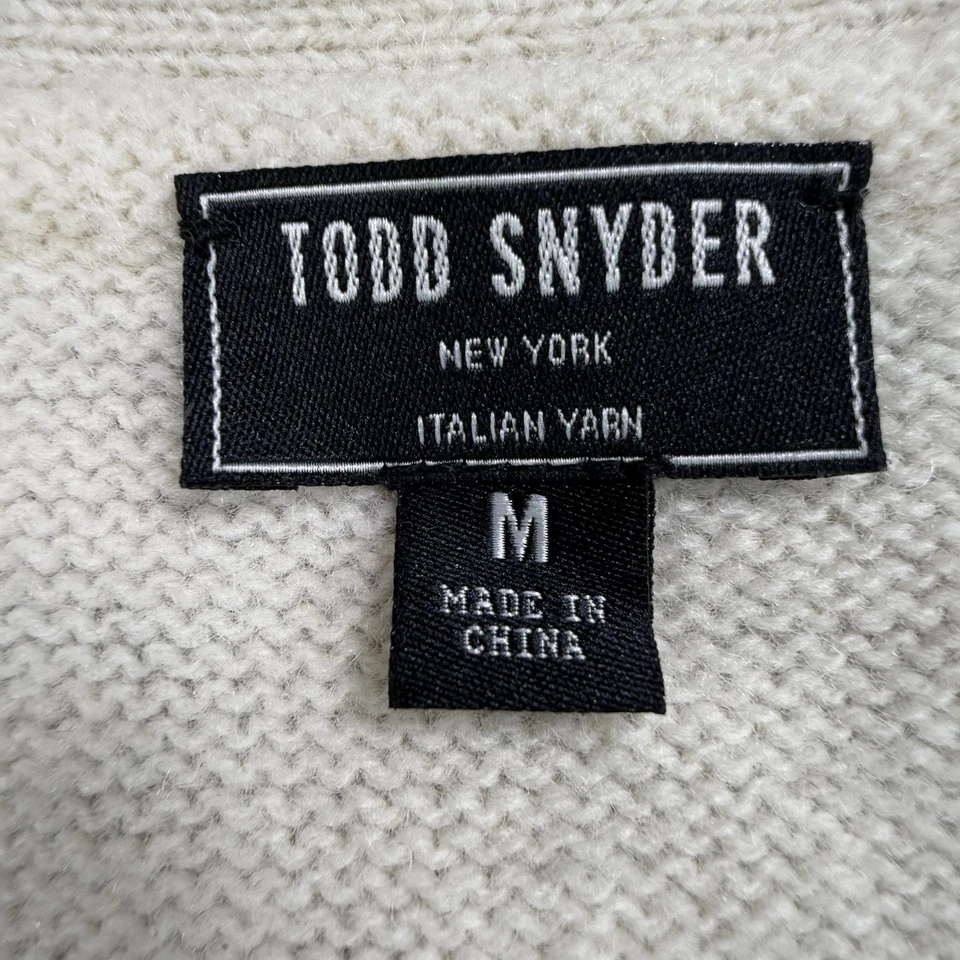 TODD SNYDER
NEW YORK
ITALIAN YARN
M
MADE IN
CHINA